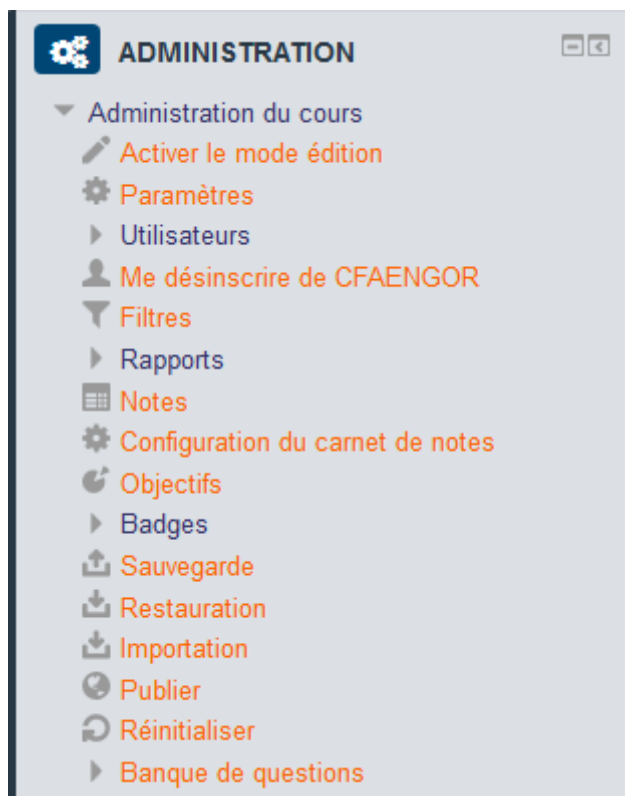 ADMINISTRATION
Administration du cours
Activer le mode édition
Paramètres
Utilisateurs
Me désinscrire de CFAENGOR
Filtres
Rapports
Notes
Configuration du carnet de notes
Objectifs
Badges
Sauvegarde
Restauration
Importation
Publier
Réinitialiser
Banque de questions